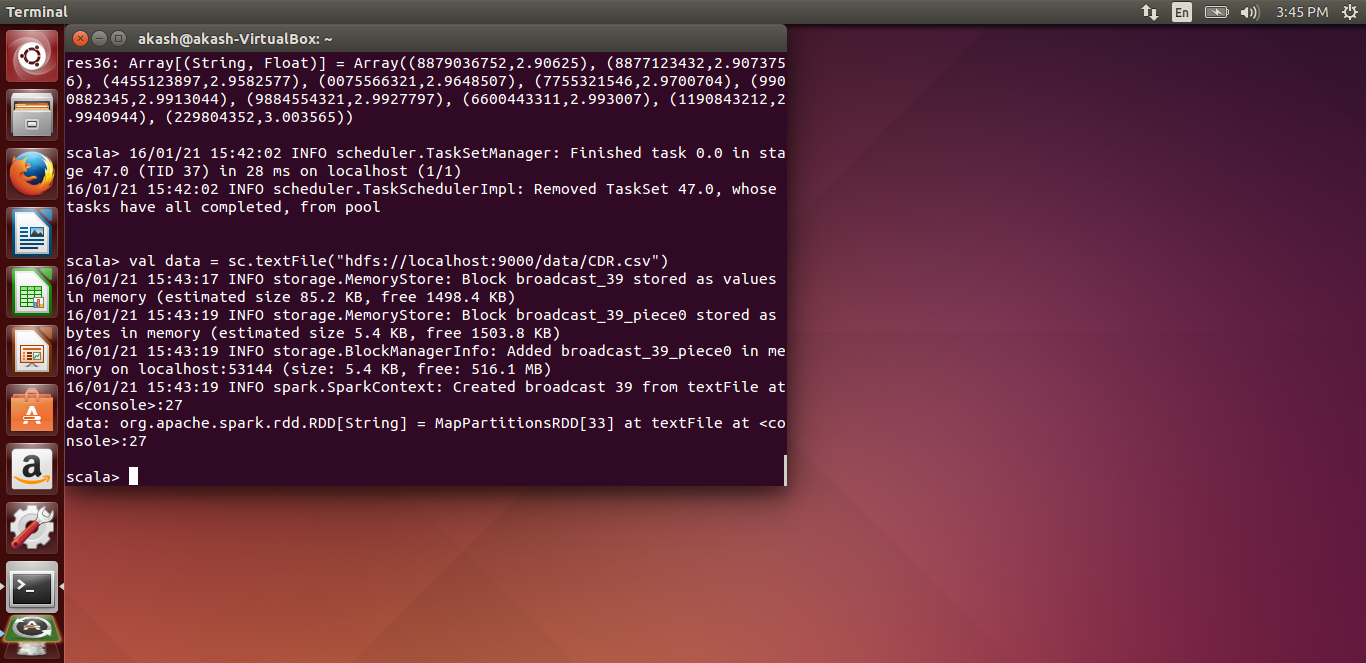 Terminal
En
3:45 PM
akash@akash-VirtualBox: ~
res36: Array[(String, Float)] = Array((8879036752,2.90625), (8877123432,2.907375
6), (4455123897,2.9582577), (0075566321,2.9648507), (7755321546,2.9700704), (990
0882345,2.9913044), (9884554321,2.9927797), (6600443311,2.993007), (1190843212,2
.9940944), (229804352,3.003565))
scala> 16/01/21 15:42:02 INFO scheduler.TaskSetManager: Finished task 0.0 in sta
ge 47.0 (TID 37) in 28 ms on localhost (1/1)
16/01/21 15:42:02 INFO scheduler.TaskSchedulerImpl: Removed TaskSet 47.0, whose
tasks have all completed, from pool
scala> val data = sc.textFile("hdfs://localhost:9000/data/CDR.csv")
16/01/21 15:43:17 INFO storage.MemoryStore: Block broadcast_39 stored as values
in memory (estimated size 85.2 KB, free 1498.4 KB)
16/01/21 15:43:19 INFO storage.MemoryStore: Block broadcast_39_piece0 stored as
bytes in memory (estimated size 5.4 KB, free 1503.8 KB)
16/01/21 15:43:19 INFO storage.BlockManagerInfo: Added broadcast_39_piece0 in me
mory on localhost:53144 (size: 5.4 KB, free: 516.1 MB)
16/01/21 15:43:19 INFO spark.SparkContext: Created broadcast 39 from textFile at
<console>:27
data: org.apache.spark.rdd.RDD[String] = MapPartitionsRDD[33] at textFile at <co
nsole>:27
scala>